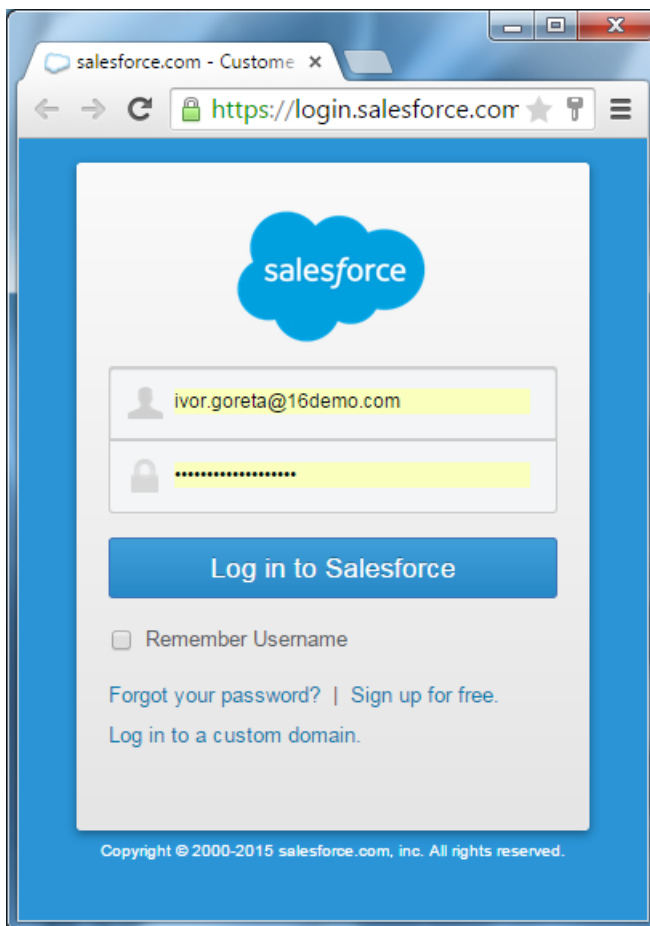 salesforce.com - Custome
https://login.salesforce.com
salesforce
ivor.goreta@16demo.com
•••••••••••••••••••
Log in to Salesforce
Remember Username
Forgot your password? | Sign up for free.
Log in to a custom domain.
Copyright © 2000-2015 salesforce.com, inc. All rights reserved.